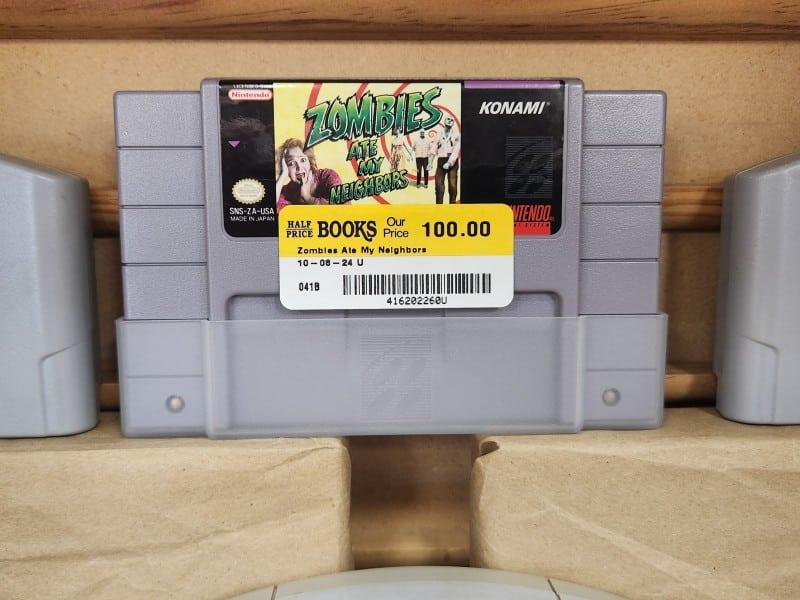 Nintendo
ZOMBIES
ATE
MY
NEIGHBORS
KONAMI
SNS-ZA-USA
MADE IN JAPAN
HALF
PRICE
BOOKS
Our
Price
100.00
Zombies Ate My Neighbors
10-08-24 U
041B
416202260U